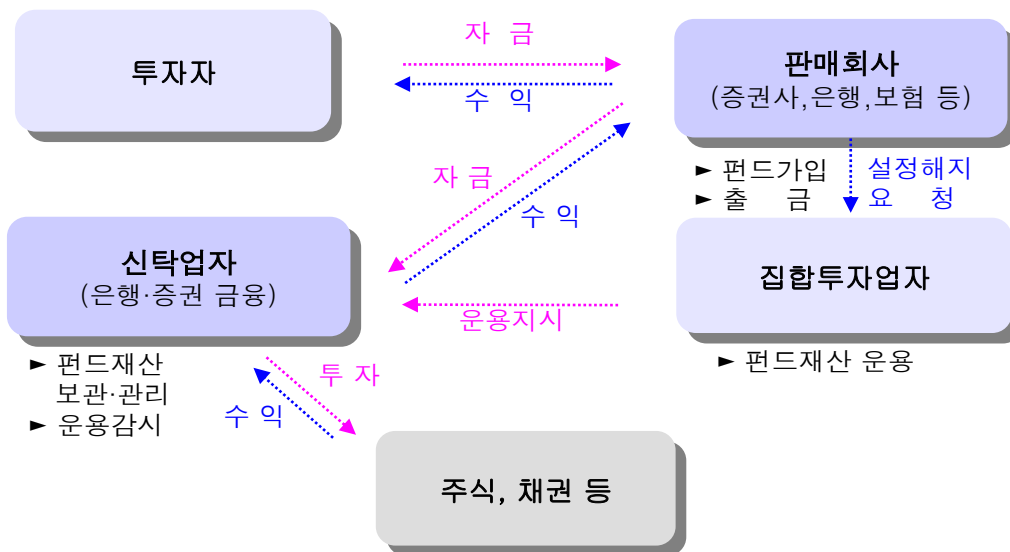 투자자
자 금
수 익
판매회사
(증권사,은행,보험 등)
► 펀드가입
► 출 금
설정해지
요 청
자 금
수 익
신탁업자
(은행·증권 금융)
집합투자업자
운용지시
► 펀드재산
보관·관리
► 운용감시
► 펀드재산 운용
투 자
수 익
주식, 채권 등